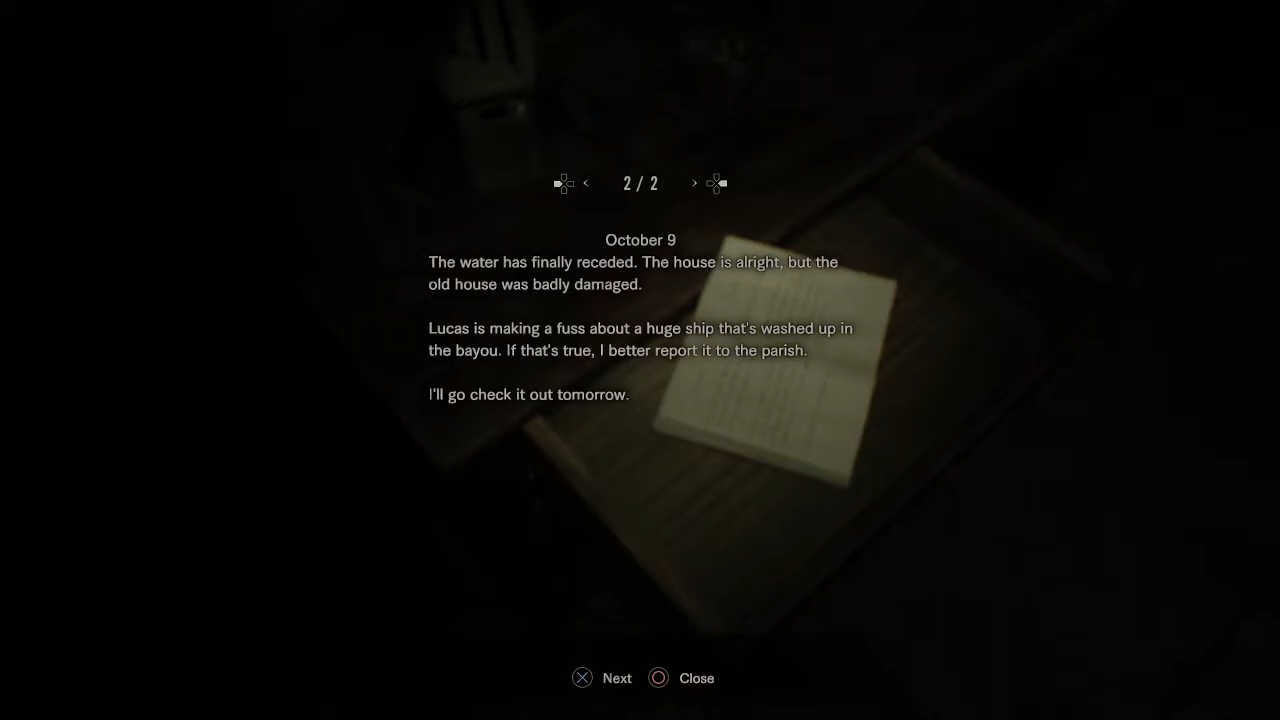 2 / 2
October 9
The water has finally receded. The house is alright, but the
old house was badly damaged.
Lucas is making a fuss about a huge ship that's washed up in
the bayou. If that's true, I better report it to the parish.
I'll go check it out tomorrow.
Next Close